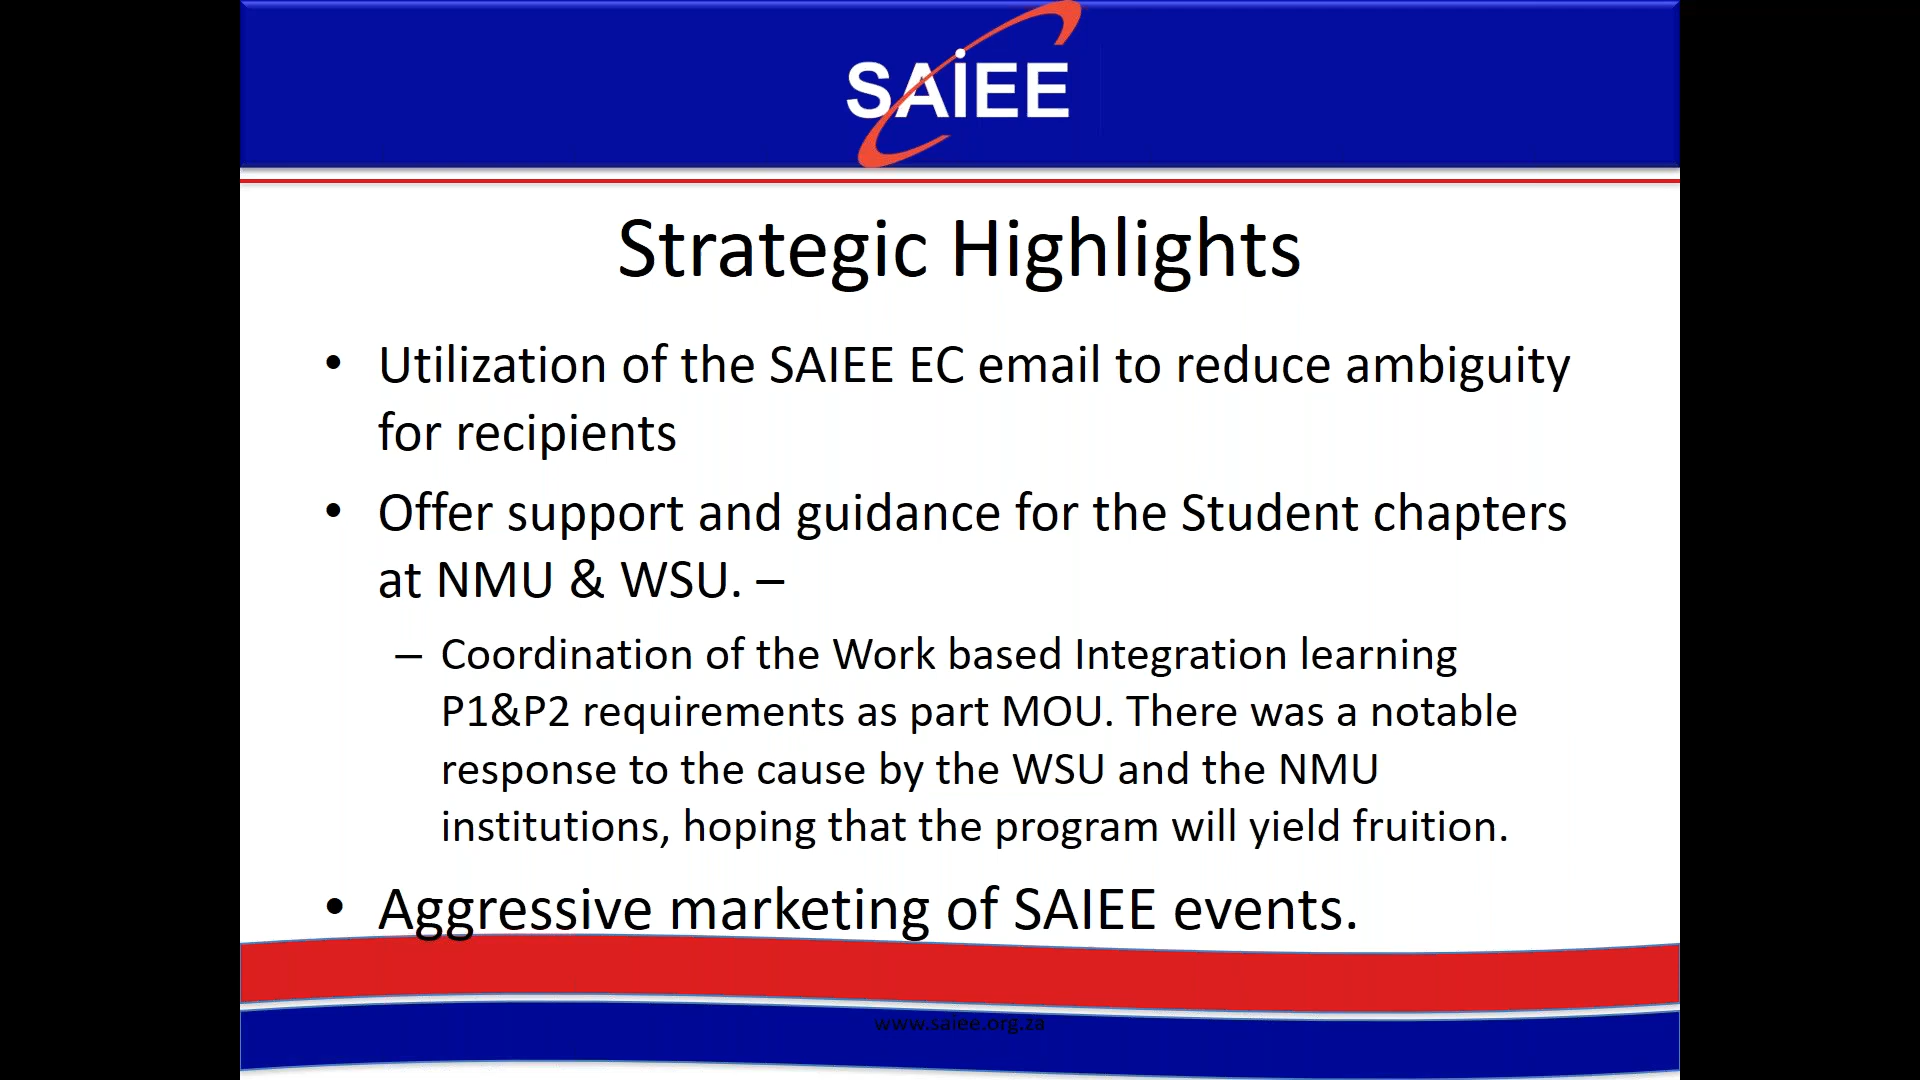 SAIEE
Strategic Highlights
• Utilization of the SAIEE EC email to reduce ambiguity
for recipients
• Offer support and guidance for the Student chapters
at NMU & WSU. –
– Coordination of the Work based Integration learning
P1&P2 requirements as part MOU. There was a notable
response to the cause by the WSU and the NMU
institutions, hoping that the program will yield fruition.
• Aggressive marketing of SAIEE events.
www.saiee.org.za